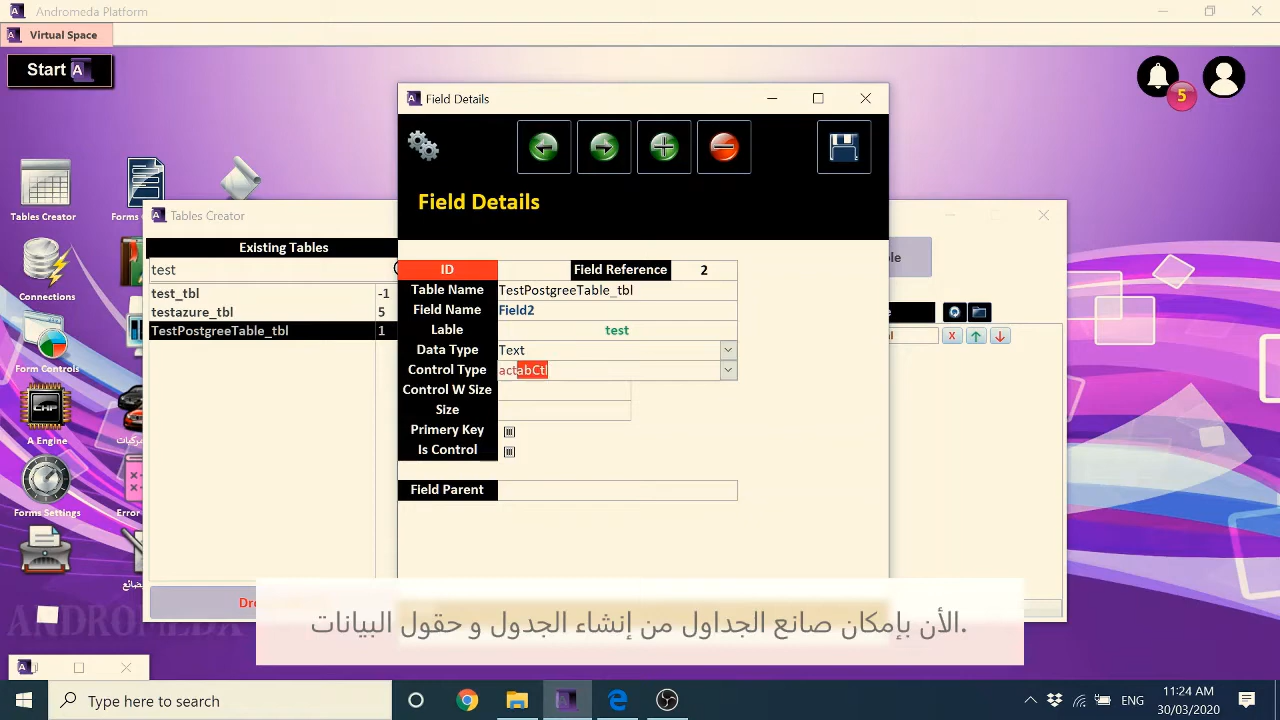 Andromeda Platform
Virtual Space
Start
5
Field Details
Field Details
Tables Creator
Forms
Tables Creator
Existing Tables
test
test_tbl -1
testazure_tbl 5
TestPostgreeTable_tbl 1
Connections
Form Controls
CHP
A Engine
Forms Settings
Error
ID
Field Reference 2
Table Name TestPostgreeTable_tbl
Field Name Field2
Lable test
Data Type Text
Control Type actabCtl
Control W Size
Size
Primery Key
Is Control
Field Parent
X
ANDROMEDA
الأن بإمكان صانع الجداول من إنشاء الجدول و حقول البيانات.
Type here to search
ENG
11:24 AM
30/03/2020